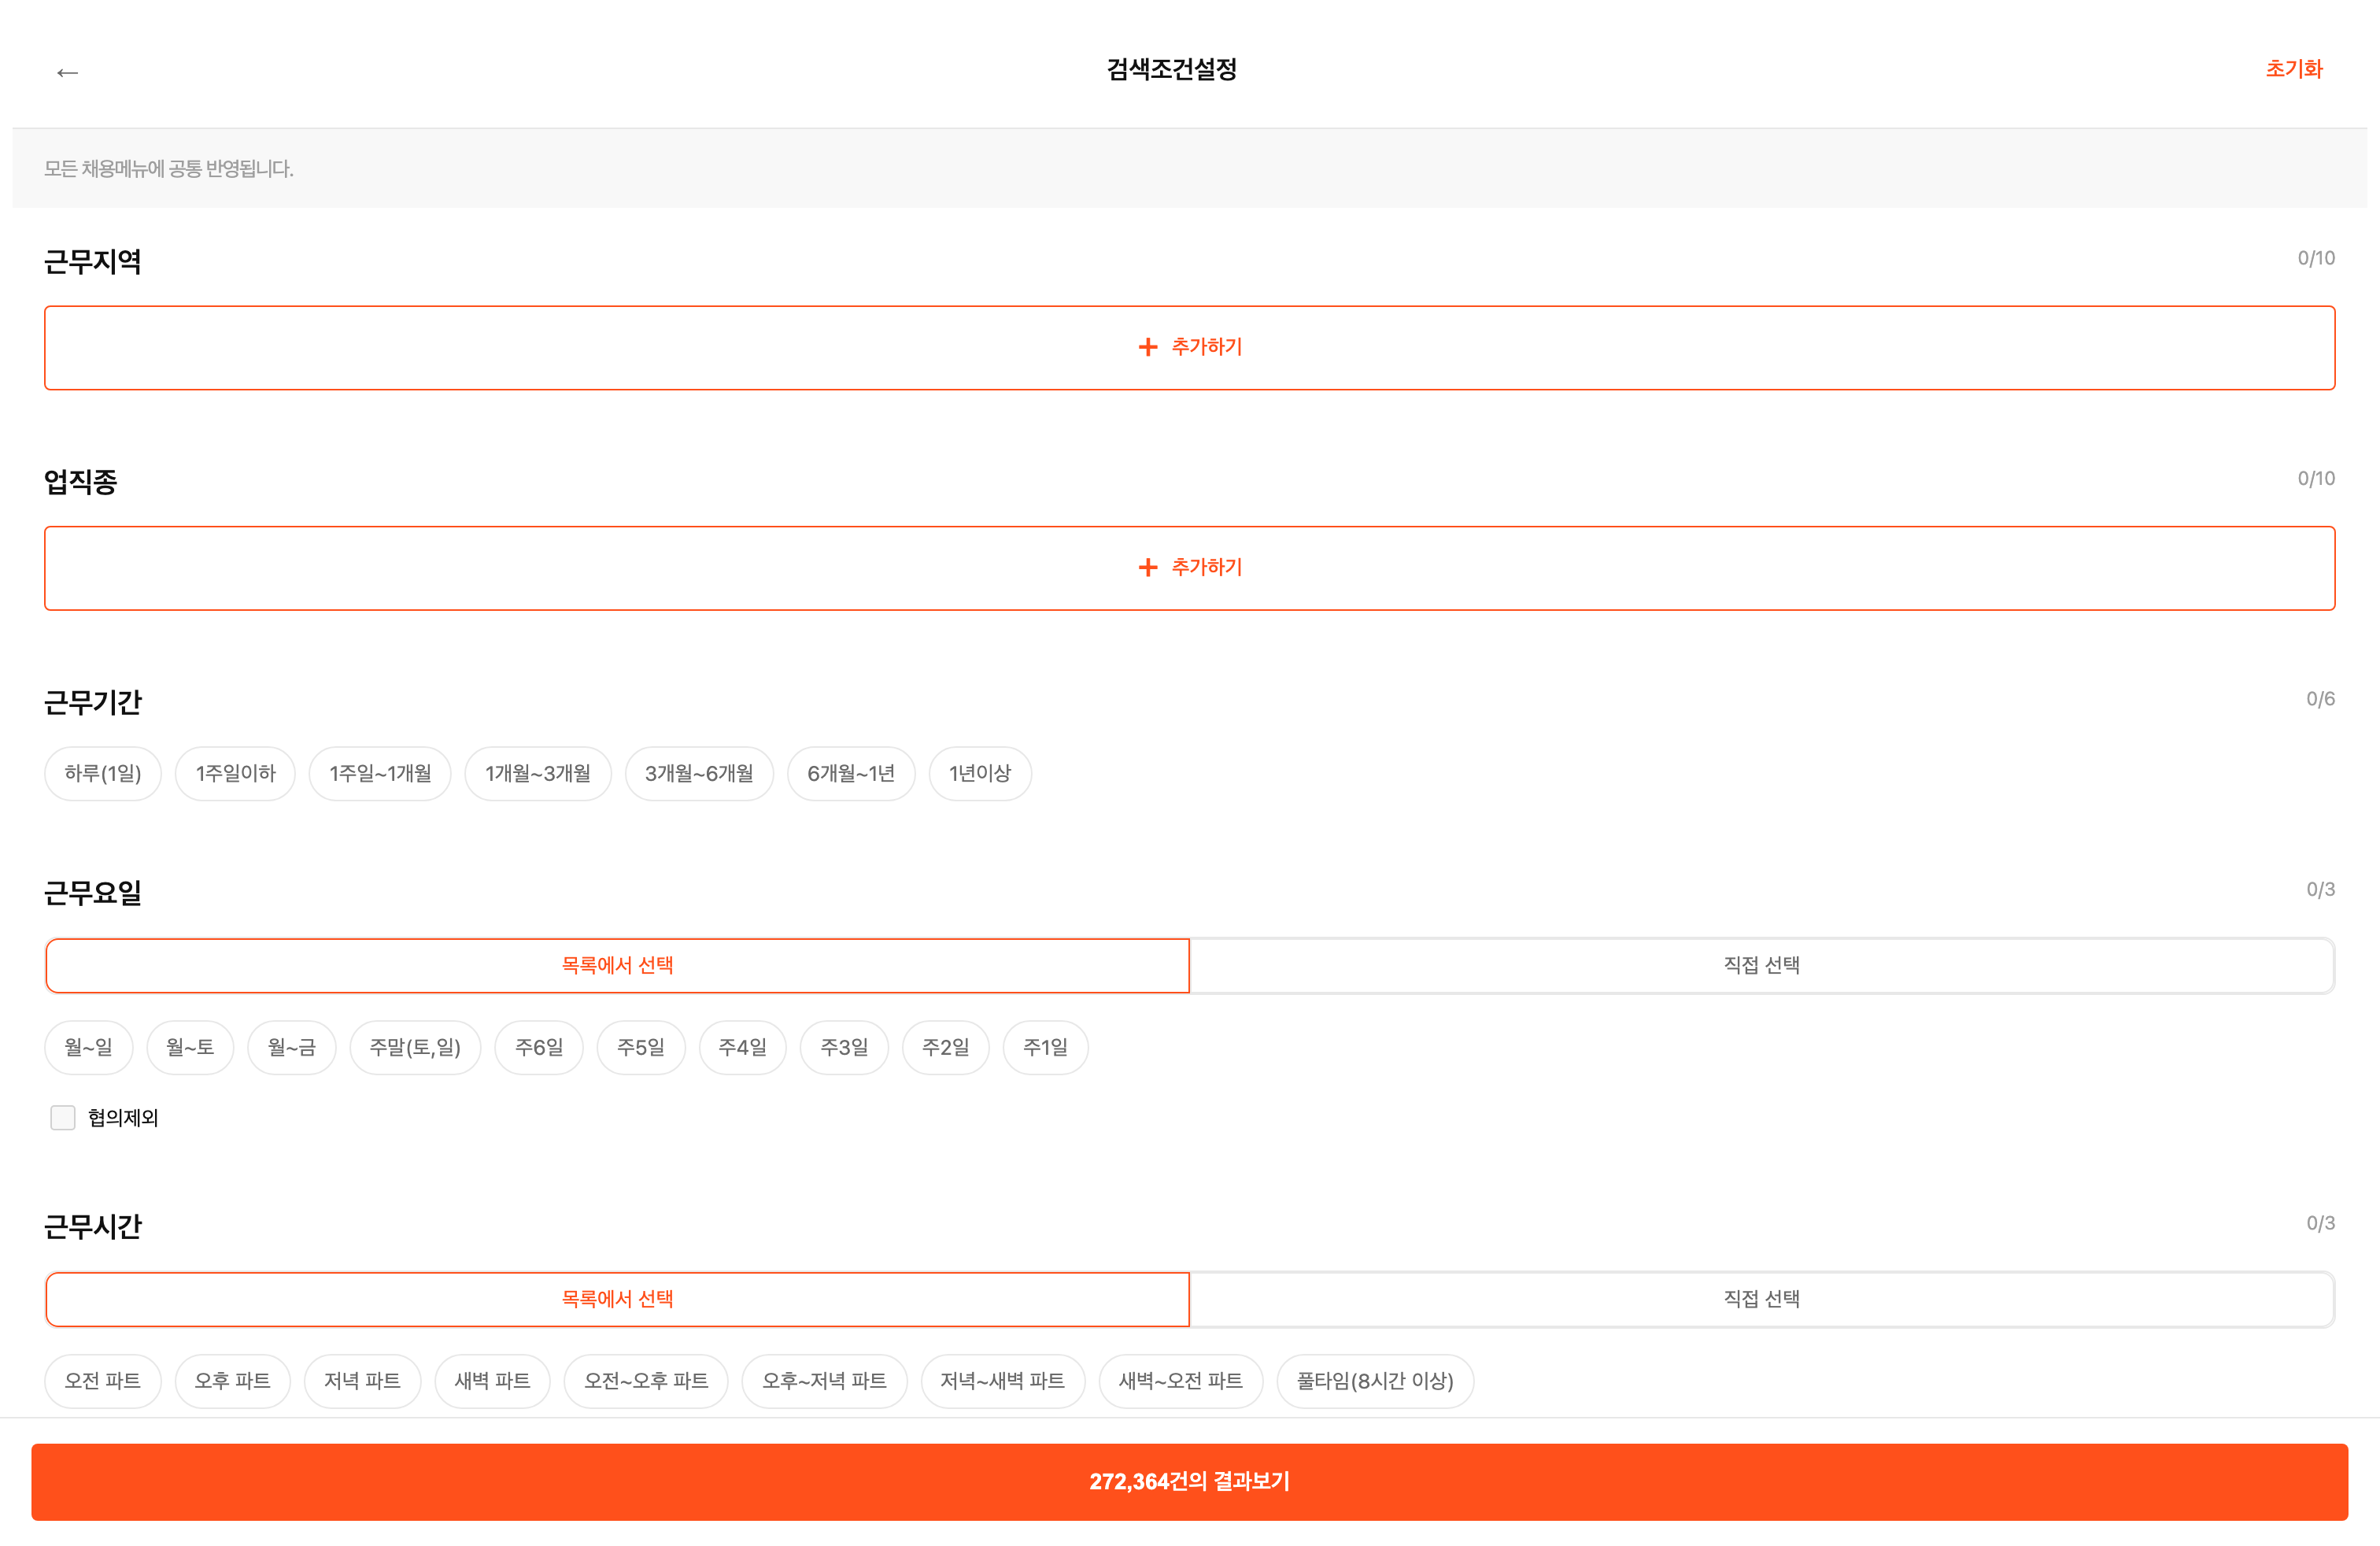 ← 검색조건설정 초기화
모든 채용메뉴에 공통 반영됩니다.
근무지역 0/10
+ 추가하기
업직종 0/10
+ 추가하기
근무기간 0/6
하루(1일) 1주일이하 1주일~1개월 1개월~3개월 3개월~6개월 6개월~1년 1년이상
근무요일 0/3
목록에서 선택 직접 선택
월~일 월~토 월~금 주말(토,일) 주6일 주5일 주4일 주3일 주2일 주1일
협의제외
근무시간 0/3
목록에서 선택 직접 선택
오전 파트 오후 파트 저녁 파트 새벽 파트 오전~오후 파트 오후~저녁 파트 저녁~새벽 파트 새벽~오전 파트 풀타임(8시간 이상)
272,364건의 결과보기